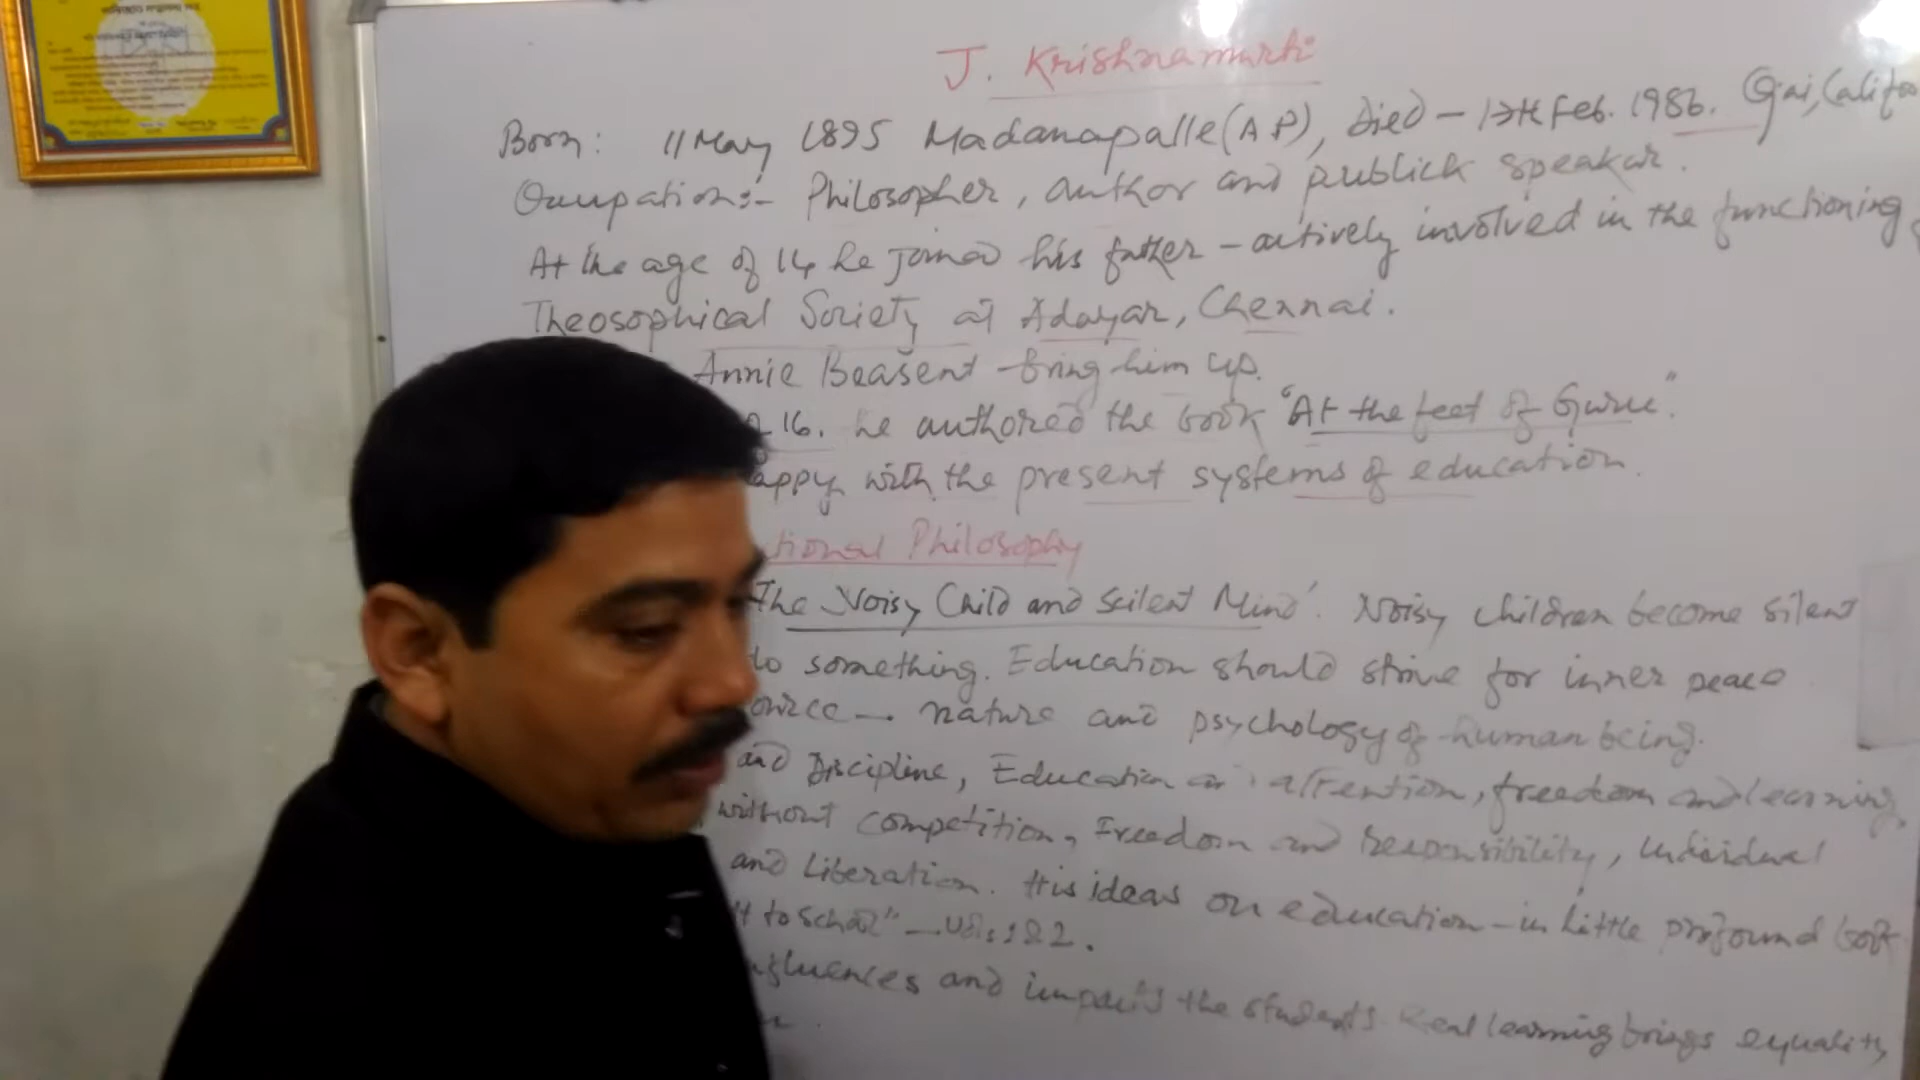 J. Krishnamurti
Born: 11 May 1895 Madanapalle (AP), Died - 17th Feb. 1986. Ojai, Califo
Occupation:- Philosopher, author and publick speaker.
At the age of 14 he joined his father - actively involved in the functioning
Theosophical Society at Adayar, Chennai.
Annie Beasent - bring him up.
16. he authored the book "At the feet of Guru".
appy with the present systems of education.
tional Philosophy
The Noisy Child and Scilent Mind'. Noisy children become silent
to something. Education should strive for inner peace
nature and psychology of human being.
and Discipline, Education attention, freedom and learning,
without competition, Freedom and Responsibility, Individual
and Liberation. His ideas on education - in little profound book
to School" - Vols 1 & 2.
nfluences and impacts the students. Real learning brings equality